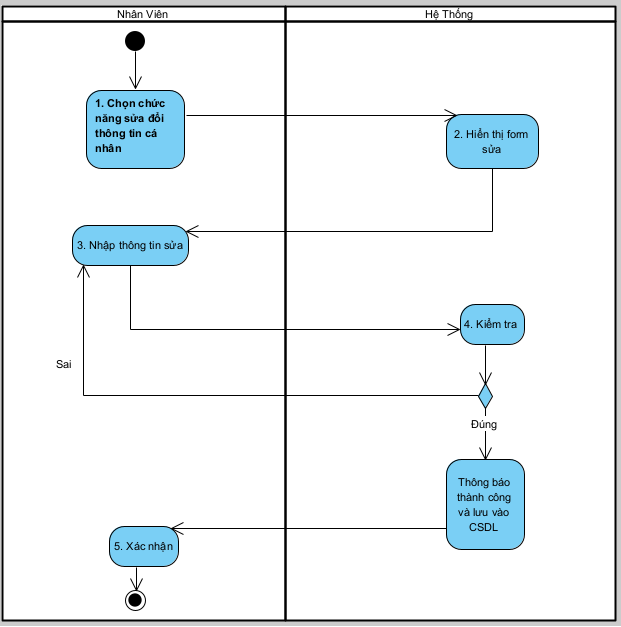 Nhân Viên
Hệ Thống
1. Chọn chức
năng sửa đổi
thông tin cá
nhân
2. Hiển thị form
sửa
3. Nhập thông tin sửa
4. Kiểm tra
Sai
Đúng
Thông báo
thành công
và lưu vào
CSDL
5. Xác nhận